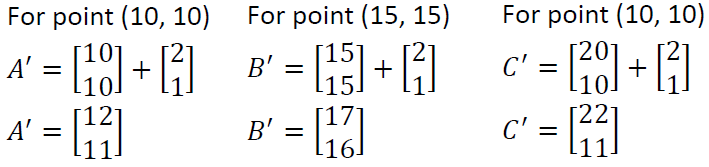 For point (10, 10)
A′ = [10 10] + [2 1]
A′ = [12 11]
For point (15, 15)
B′ = [15 15] + [2 1]
B′ = [17 16]
For point (10, 10)
C′ = [20 10] + [2 1]
C′ = [22 11]